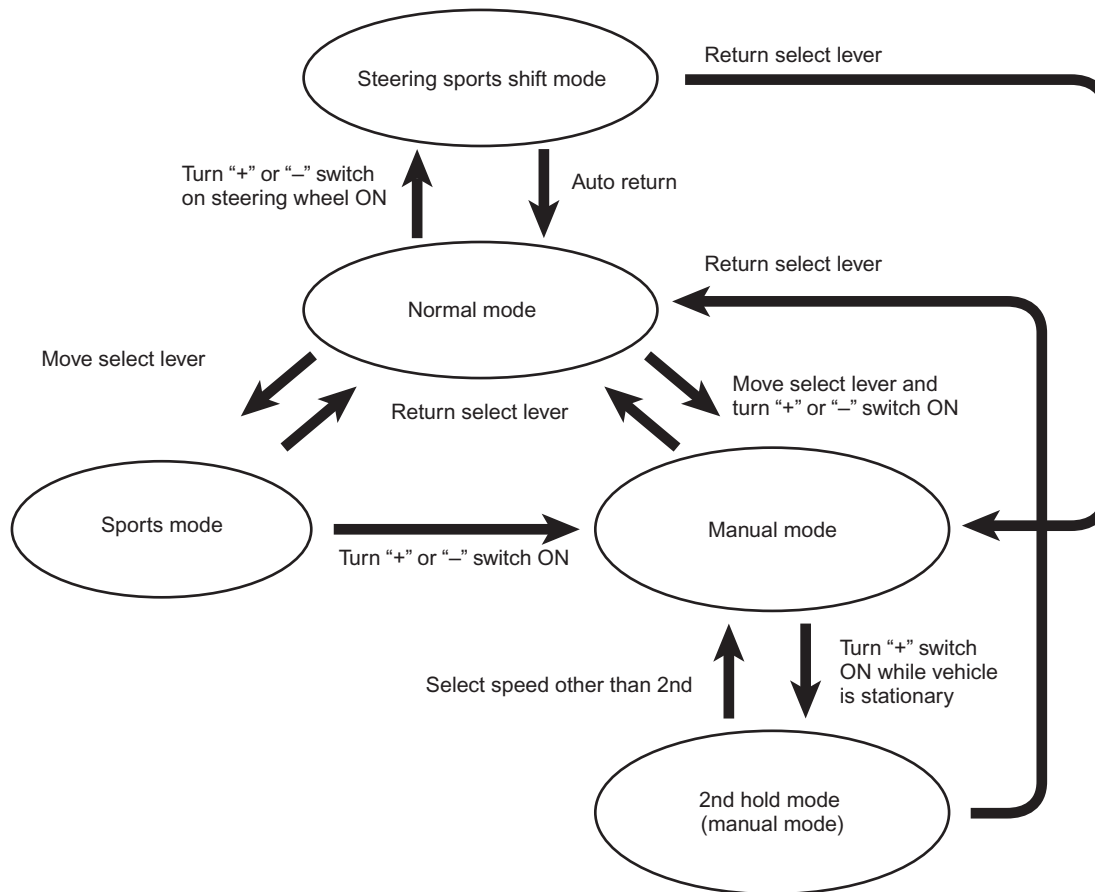 Return select lever
Steering sports shift mode
Turn “+” or “–” switch
on steering wheel ON
Auto return
Return select lever
Normal mode
Move select lever
Return select lever
Move select lever and
turn “+” or “–” switch ON
Sports mode
Manual mode
Turn “+” or “–” switch ON
Select speed other than 2nd
Turn “+” switch
ON while vehicle
is stationary
2nd hold mode
(manual mode)